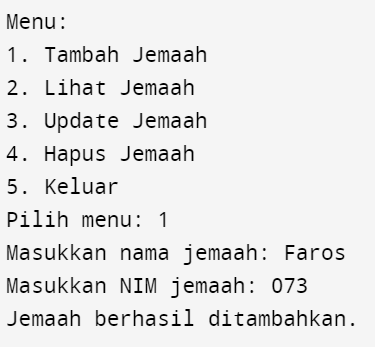 Menu:
1. Tambah Jemaah
2. Lihat Jemaah
3. Update Jemaah
4. Hapus Jemaah
5. Keluar
Pilih menu: 1
Masukkan nama jemaah: Faros
Masukkan NIM jemaah: 073
Jemaah berhasil ditambahkan.